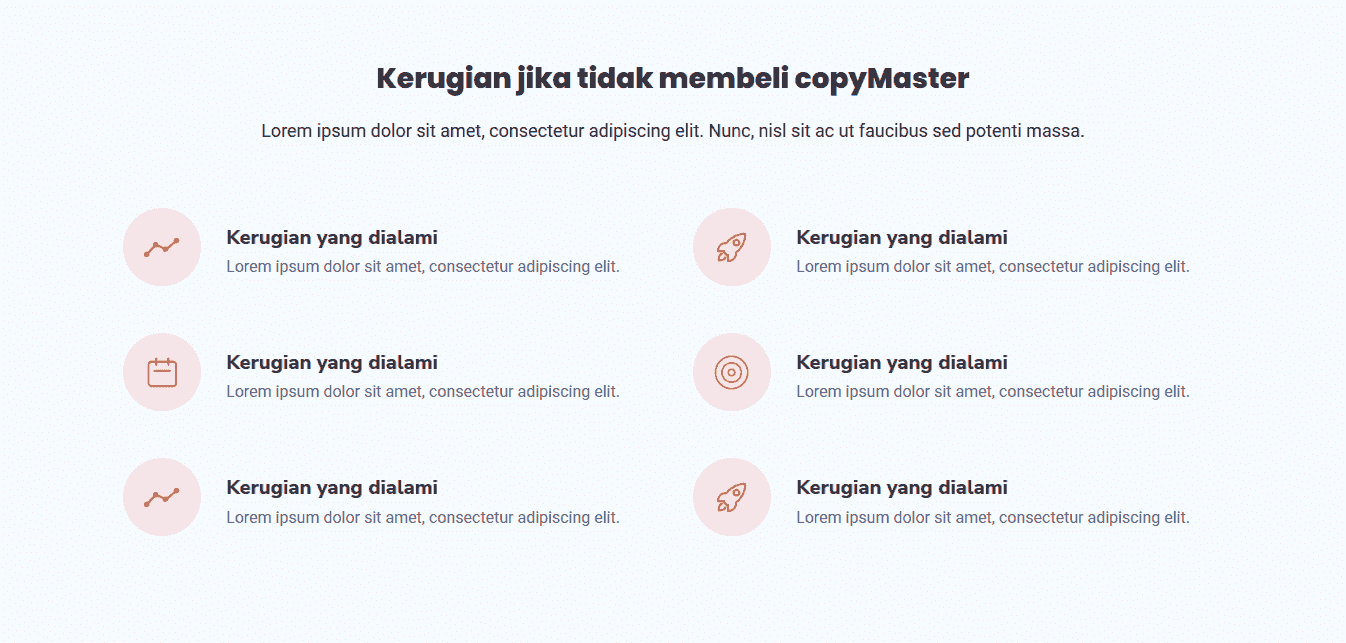 Kerugian jika tidak membeli copyMaster
Lorem ipsum dolor sit amet, consectetur adipiscing elit. Nunc, nisl sit ac ut faucibus sed potenti massa.
Kerugian yang dialami
Lorem ipsum dolor sit amet, consectetur adipiscing elit.
Kerugian yang dialami
Lorem ipsum dolor sit amet, consectetur adipiscing elit.
Kerugian yang dialami
Lorem ipsum dolor sit amet, consectetur adipiscing elit.
Kerugian yang dialami
Lorem ipsum dolor sit amet, consectetur adipiscing elit.
Kerugian yang dialami
Lorem ipsum dolor sit amet, consectetur adipiscing elit.
Kerugian yang dialami
Lorem ipsum dolor sit amet, consectetur adipiscing elit.